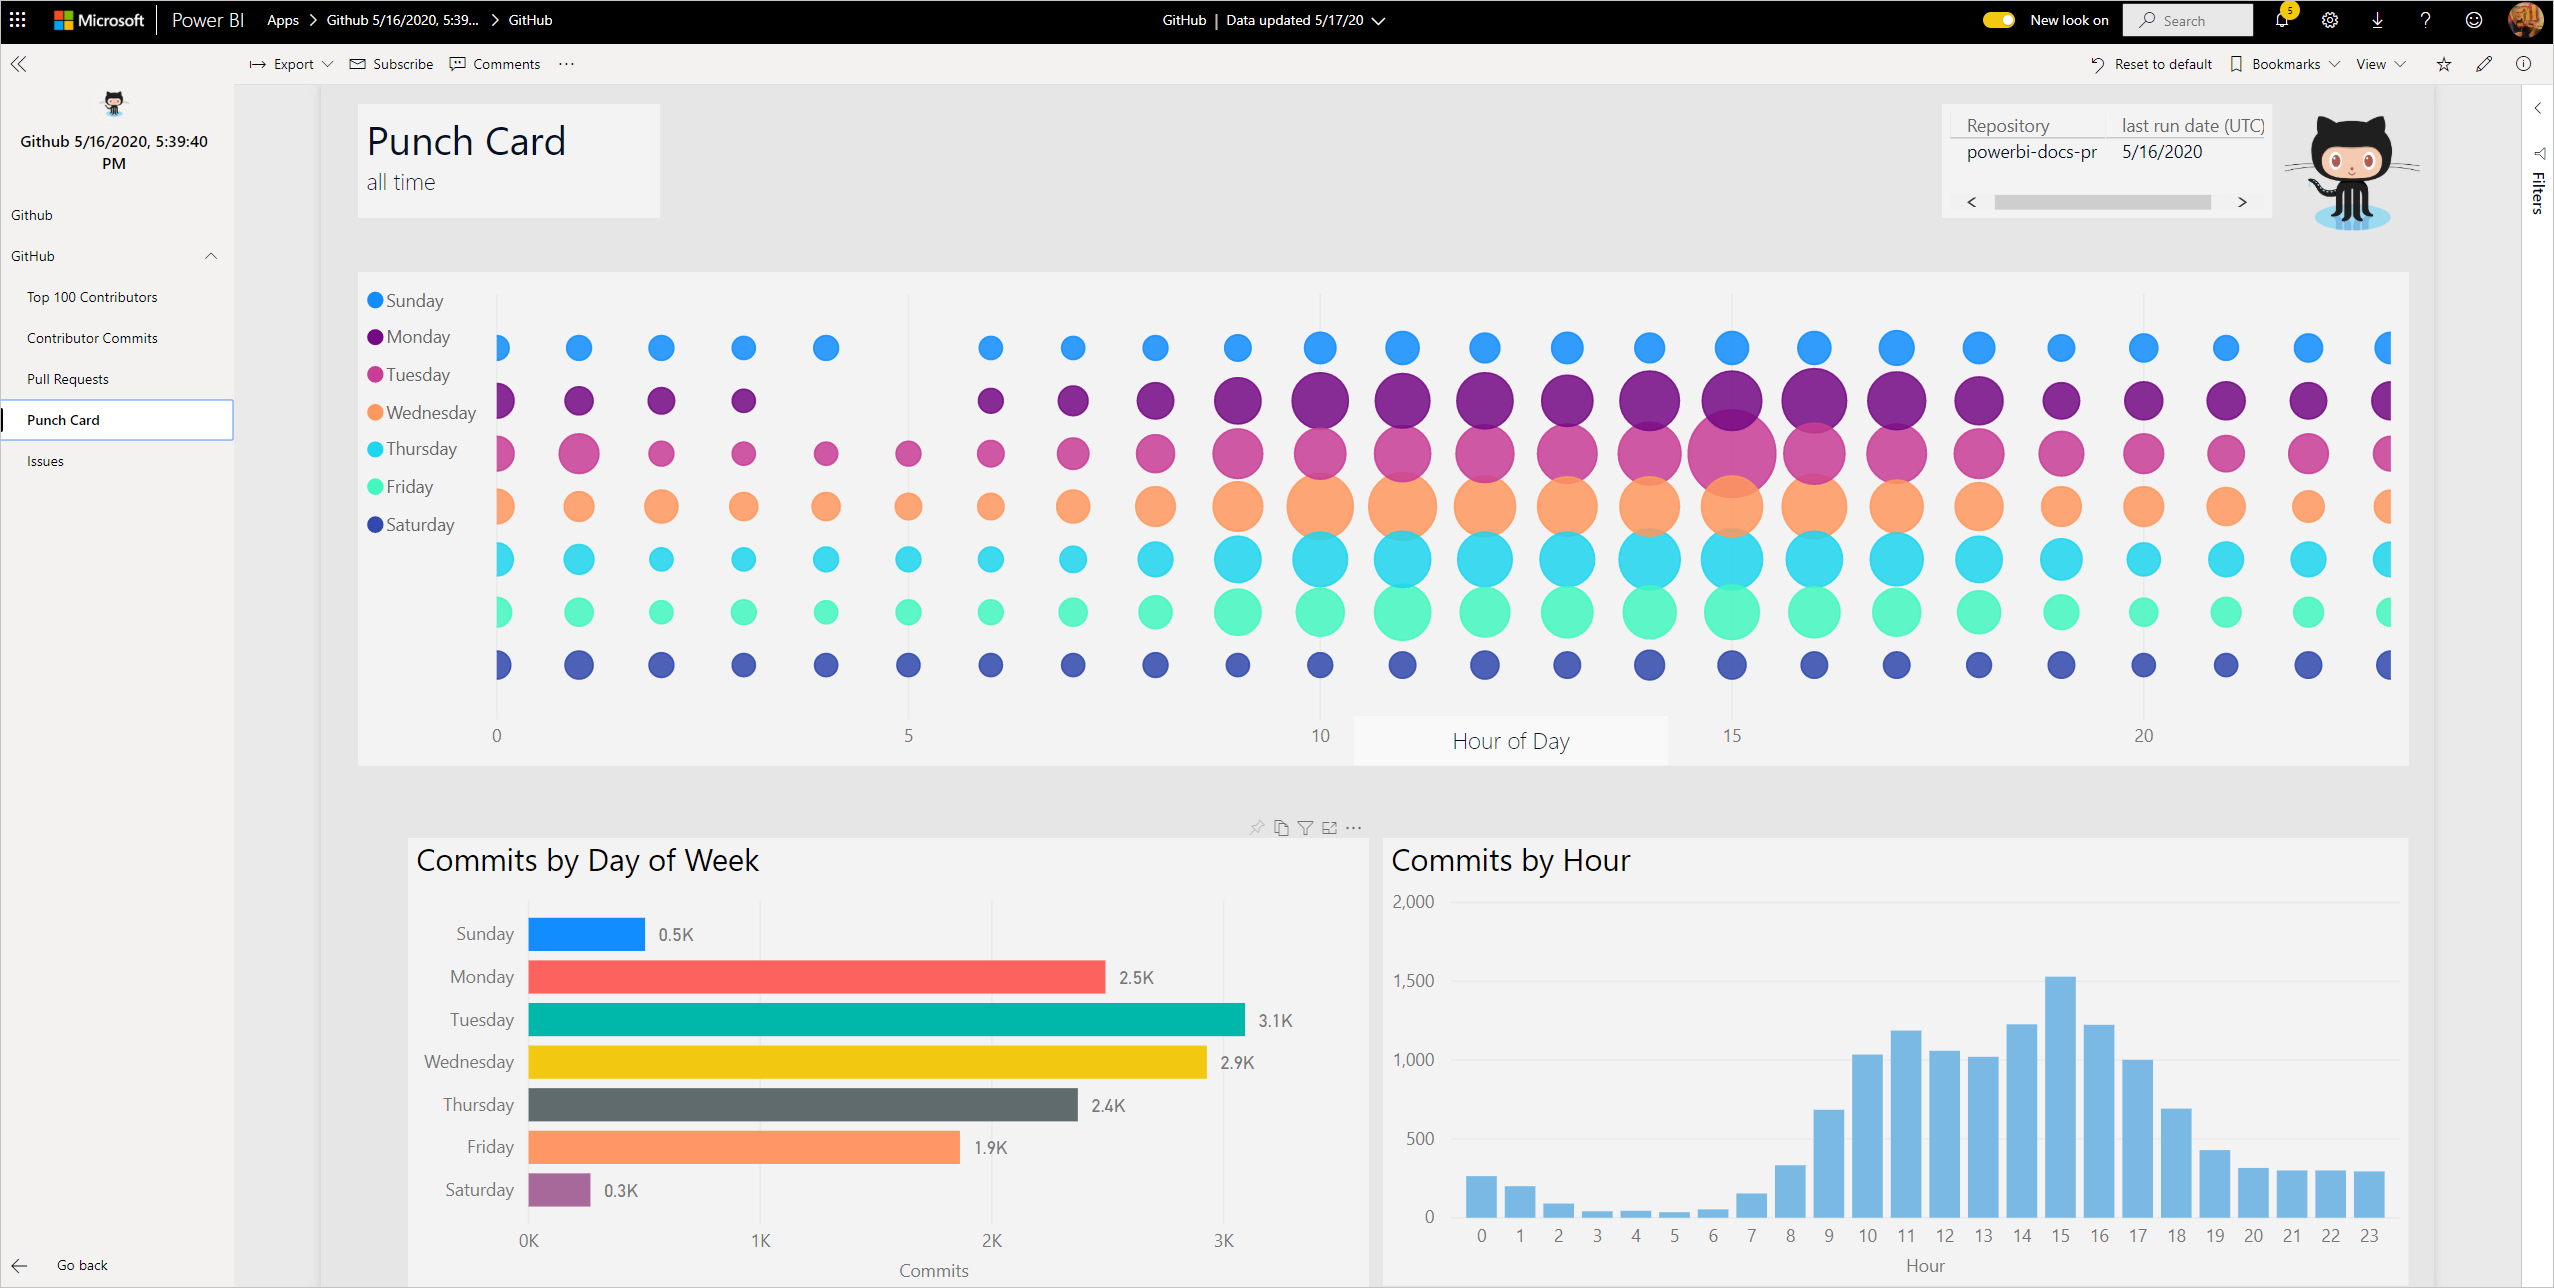 Microsoft Power BI Apps Github 5/16/2020, 5:39... GitHub
GitHub | Data updated 5/17/20
New look on Search 5
Export Subscribe Comments ...
Reset to default Bookmarks View
Github 5/16/2020, 5:39:40
PM
Github
GitHub
Top 100 Contributors
Contributor Commits
Pull Requests
Punch Card
Issues
Go back
Punch Card
all time
Repository last run date (UTC)
powerbi-docs-pr 5/16/2020
Filters
Sunday
Monday
Tuesday
Wednesday
Thursday
Friday
Saturday
0 5 10 15 20
Hour of Day
Commits by Day of Week
Sunday 0.5K
Monday 2.5K
Tuesday 3.1K
Wednesday 2.9K
Thursday 2.4K
Friday 1.9K
Saturday 0.3K
0K 1K 2K 3K
Commits
Commits by Hour
2,000
1,500
1,000
500
0
0 1 2 3 4 5 6 7 8 9 10 11 12 13 14 15 16 17 18 19 20 21 22 23
Hour